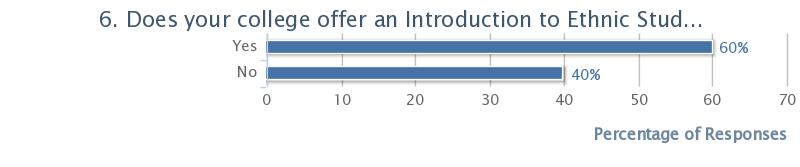 6. Does your college offer an Introduction to Ethnic Stud...
Yes 60%
No 40%
0 10 20 30 40 50 60 70
Percentage of Responses